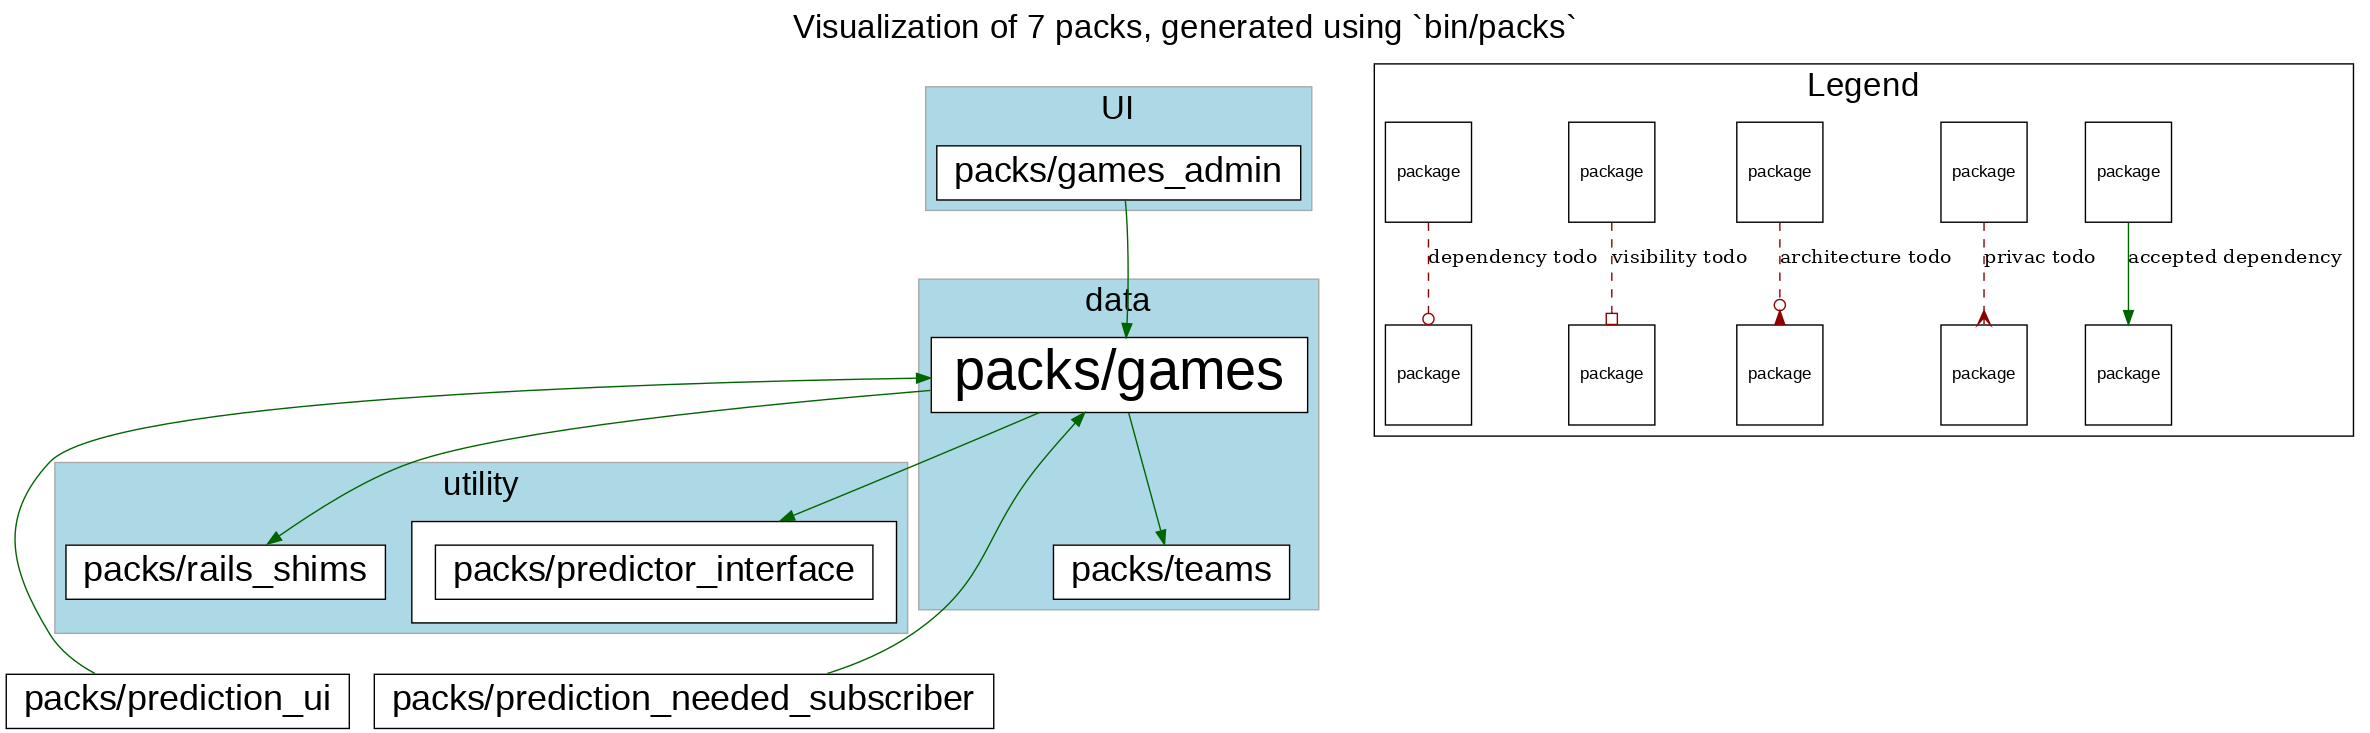 Visualization of 7 packs, generated using `bin/packs`
UI
packs/games_admin
data
packs/games
packs/teams
utility
packs/rails_shims
packs/predictor_interface
packs/prediction_ui
packs/prediction_needed_subscriber
Legend
package
package
package
package
package
dependency todo
visibility todo
architecture todo
privac todo
accepted dependency
package
package
package
package
package